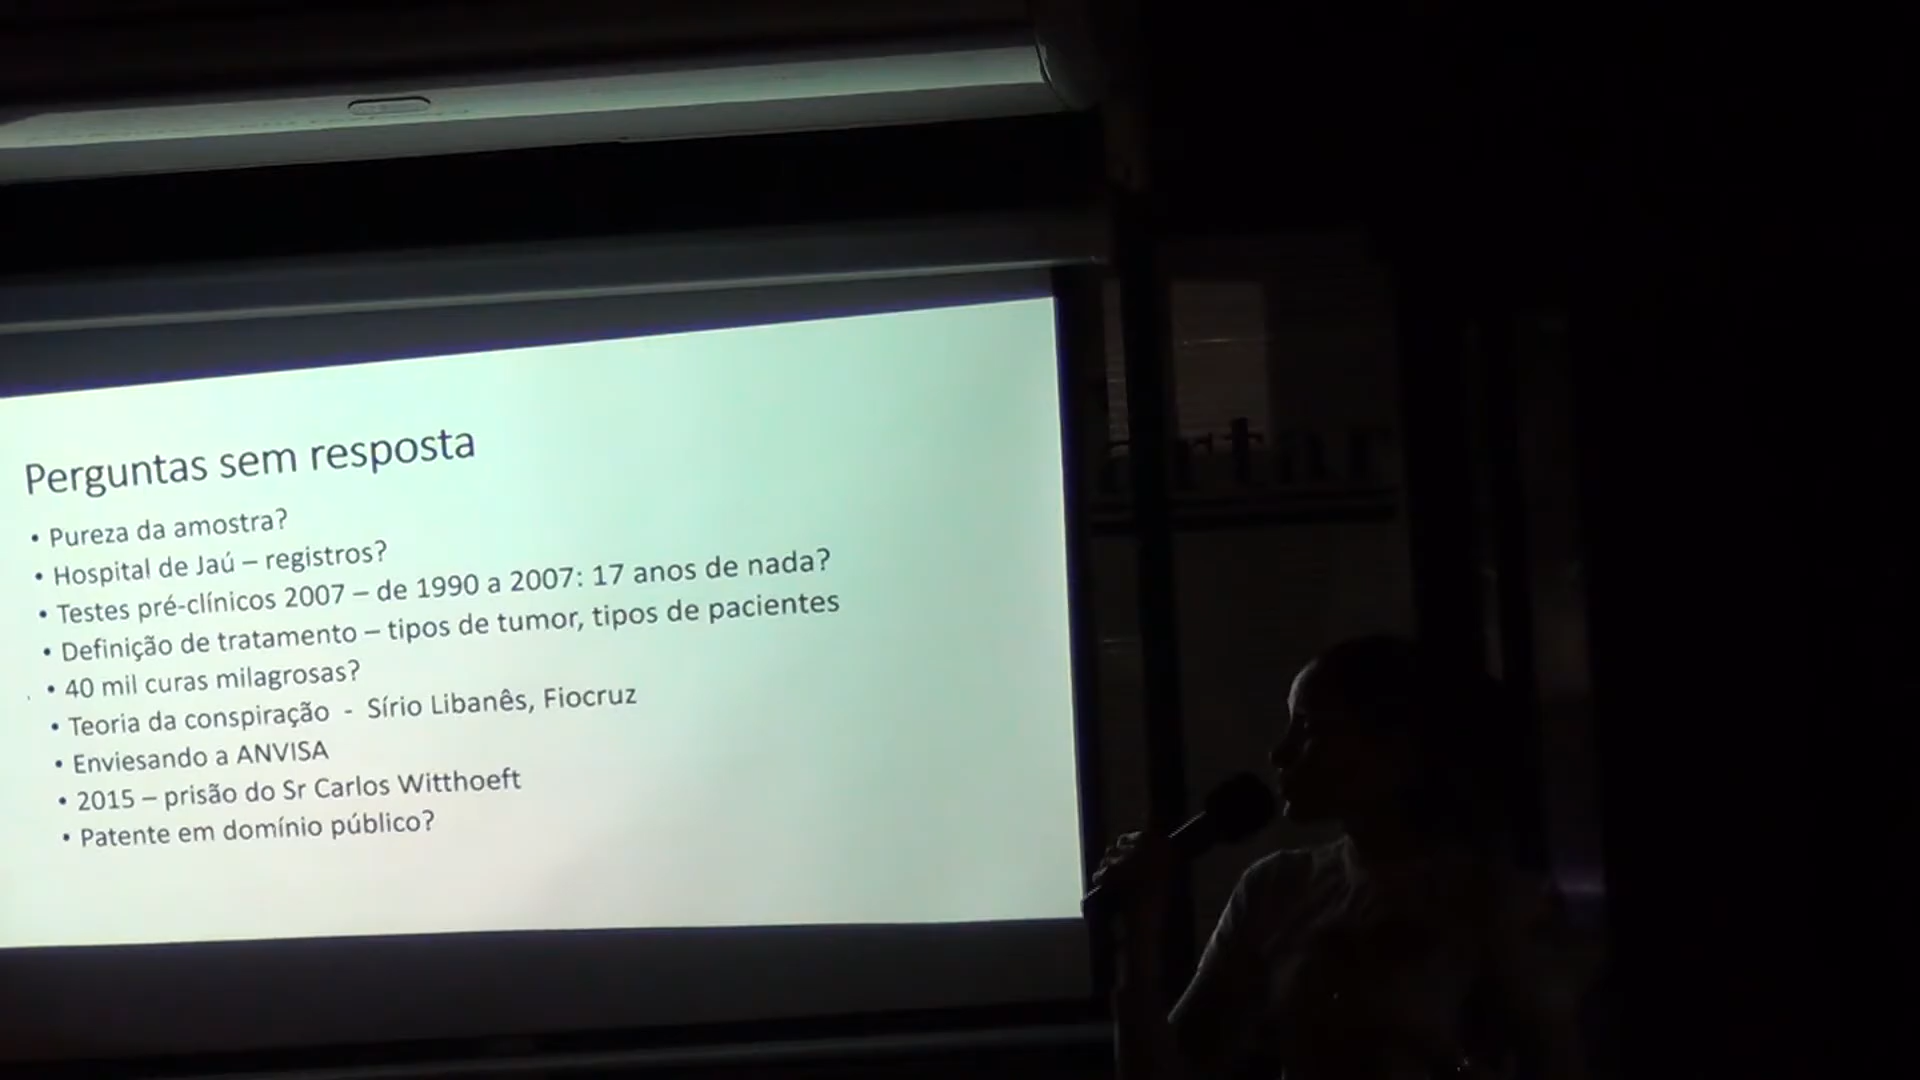 Perguntas sem resposta
• Pureza da amostra?
• Hospital de Jaú – registros?
• Testes pré-clínicos 2007 – de 1990 a 2007: 17 anos de nada?
• Definição de tratamento – tipos de tumor, tipos de pacientes
• 40 mil curas milagrosas?
• Teoria da conspiração - Sírio Libanês, Fiocruz
• Enviesando a ANVISA
• 2015 – prisão do Sr Carlos Witthoeft
• Patente em domínio público?